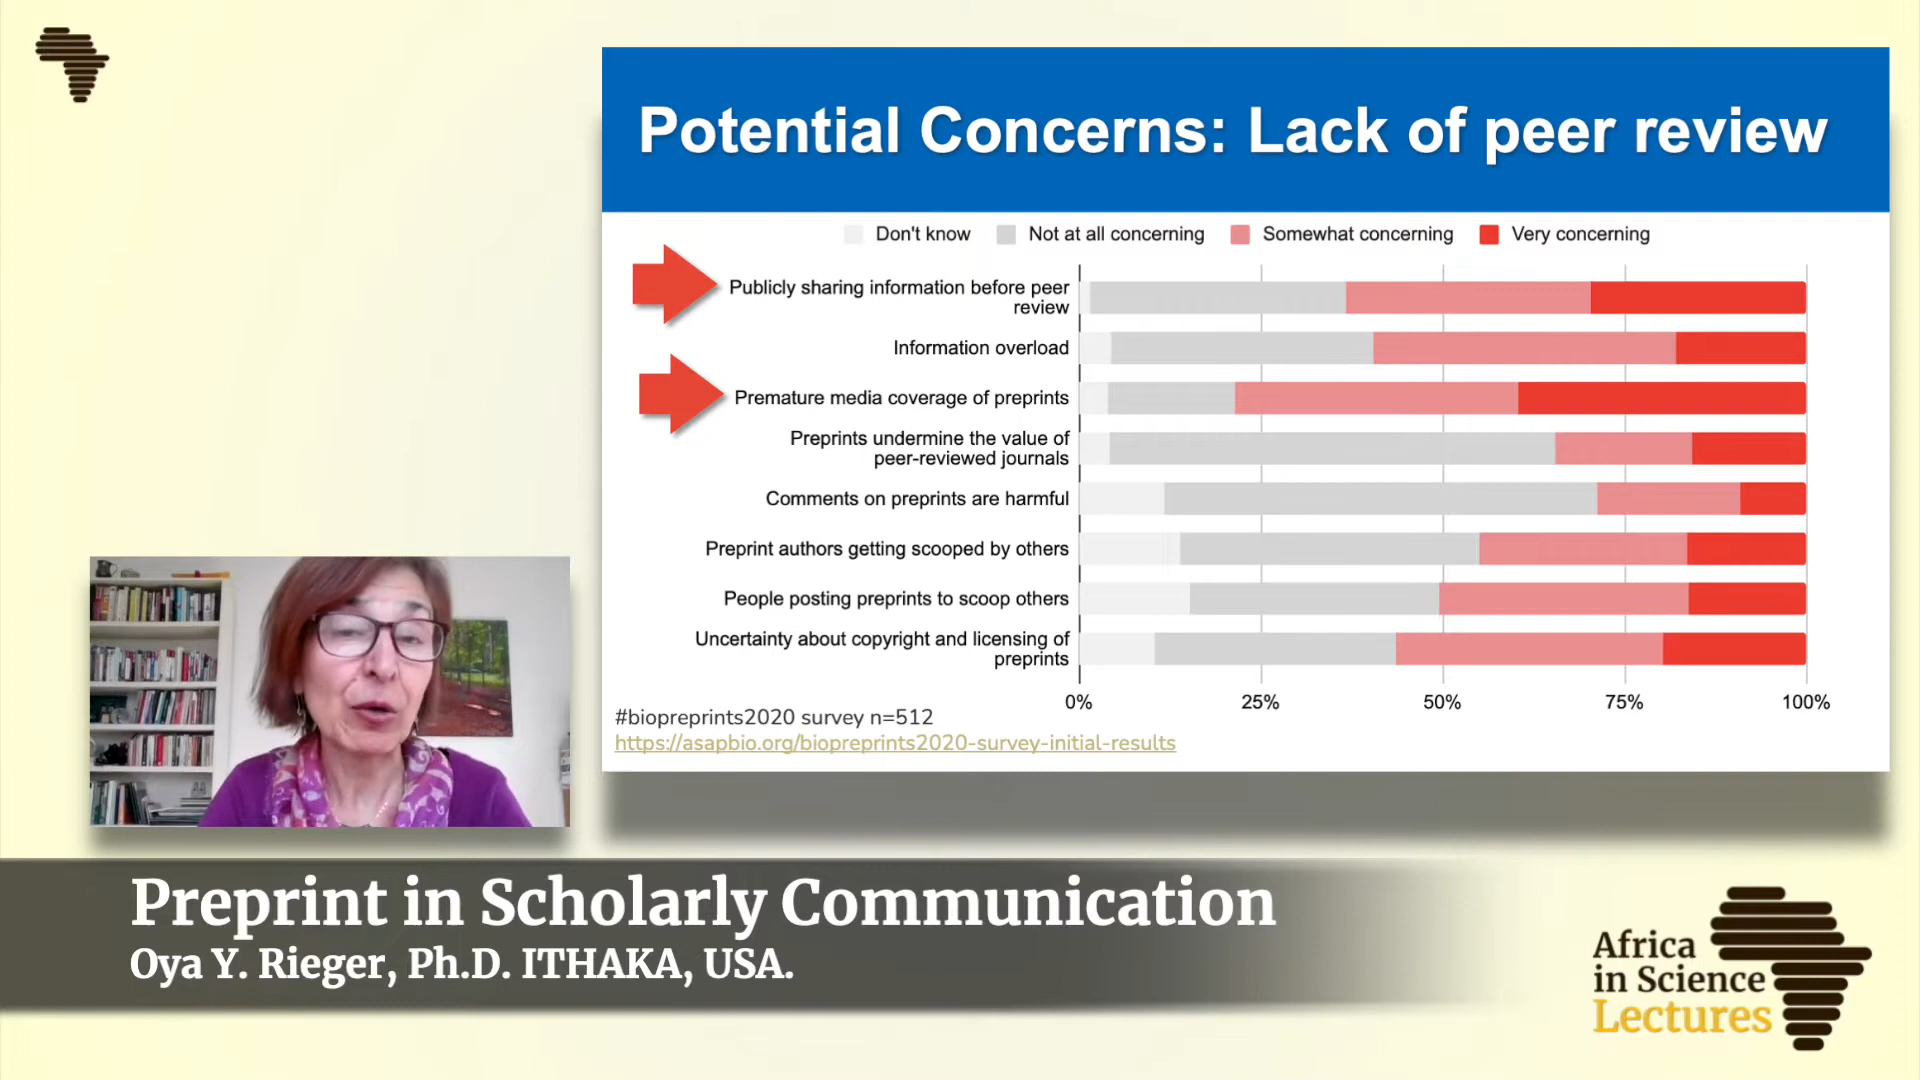 Potential Concerns: Lack of peer review
Don't know
Not at all concerning
Somewhat concerning
Very concerning
Publicly sharing information before peer
review
Information overload
Premature media coverage of preprints
Preprints undermine the value of
peer-reviewed journals
Comments on preprints are harmful
Preprint authors getting scooped by others
People posting preprints to scoop others
Uncertainty about copyright and licensing of
preprints
0%
25%
50%
75%
100%
#biopreprints2020 survey n=512
https://asapbio.org/biopreprints2020-survey-initial-results
Preprint in Scholarly Communication
Oya Y. Rieger, Ph.D. ITHAKA, USA.
Africa
in Science
Lectures